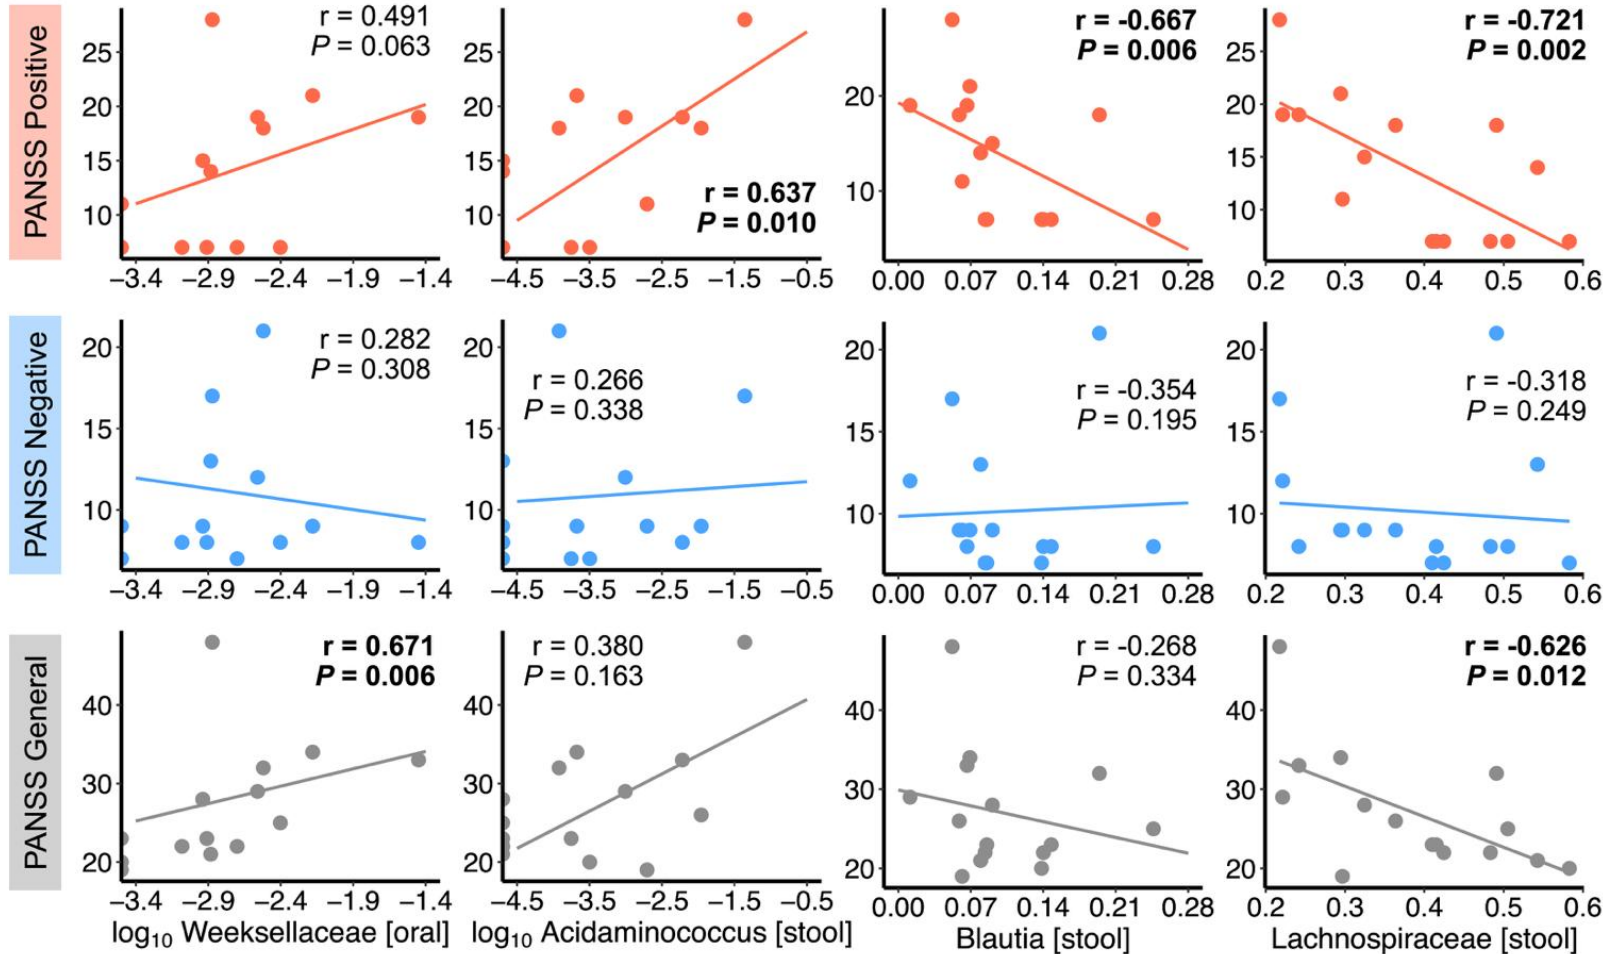 PANSS Positive
r = 0.491
P = 0.063
r = 0.637
P = 0.010
r = -0.667
P = 0.006
r = -0.721
P = 0.002
25
20
15
10
−3.4 −2.9 −2.4 −1.9 −1.4
25
20
15
10
−4.5 −3.5 −2.5 −1.5 −0.5
20
10
0.00 0.07 0.14 0.21 0.28
25
20
15
10
0.2 0.3 0.4 0.5 0.6
PANSS Negative
r = 0.282
P = 0.308
r = 0.266
P = 0.338
r = -0.354
P = 0.195
r = -0.318
P = 0.249
20
15
10
−3.4 −2.9 −2.4 −1.9 −1.4
20
15
10
−4.5 −3.5 −2.5 −1.5 −0.5
20
15
10
0.00 0.07 0.14 0.21 0.28
20
15
10
0.2 0.3 0.4 0.5 0.6
PANSS General
r = 0.671
P = 0.006
r = 0.380
P = 0.163
r = -0.268
P = 0.334
r = -0.626
P = 0.012
40
30
20
−3.4 −2.9 −2.4 −1.9 −1.4
40
30
20
−4.5 −3.5 −2.5 −1.5 −0.5
40
30
20
0.00 0.07 0.14 0.21 0.28
40
30
20
0.2 0.3 0.4 0.5 0.6
log₁₀ Weeksellaceae [oral]
log₁₀ Acidaminococcus [stool]
Blautia [stool]
Lachnospiraceae [stool]